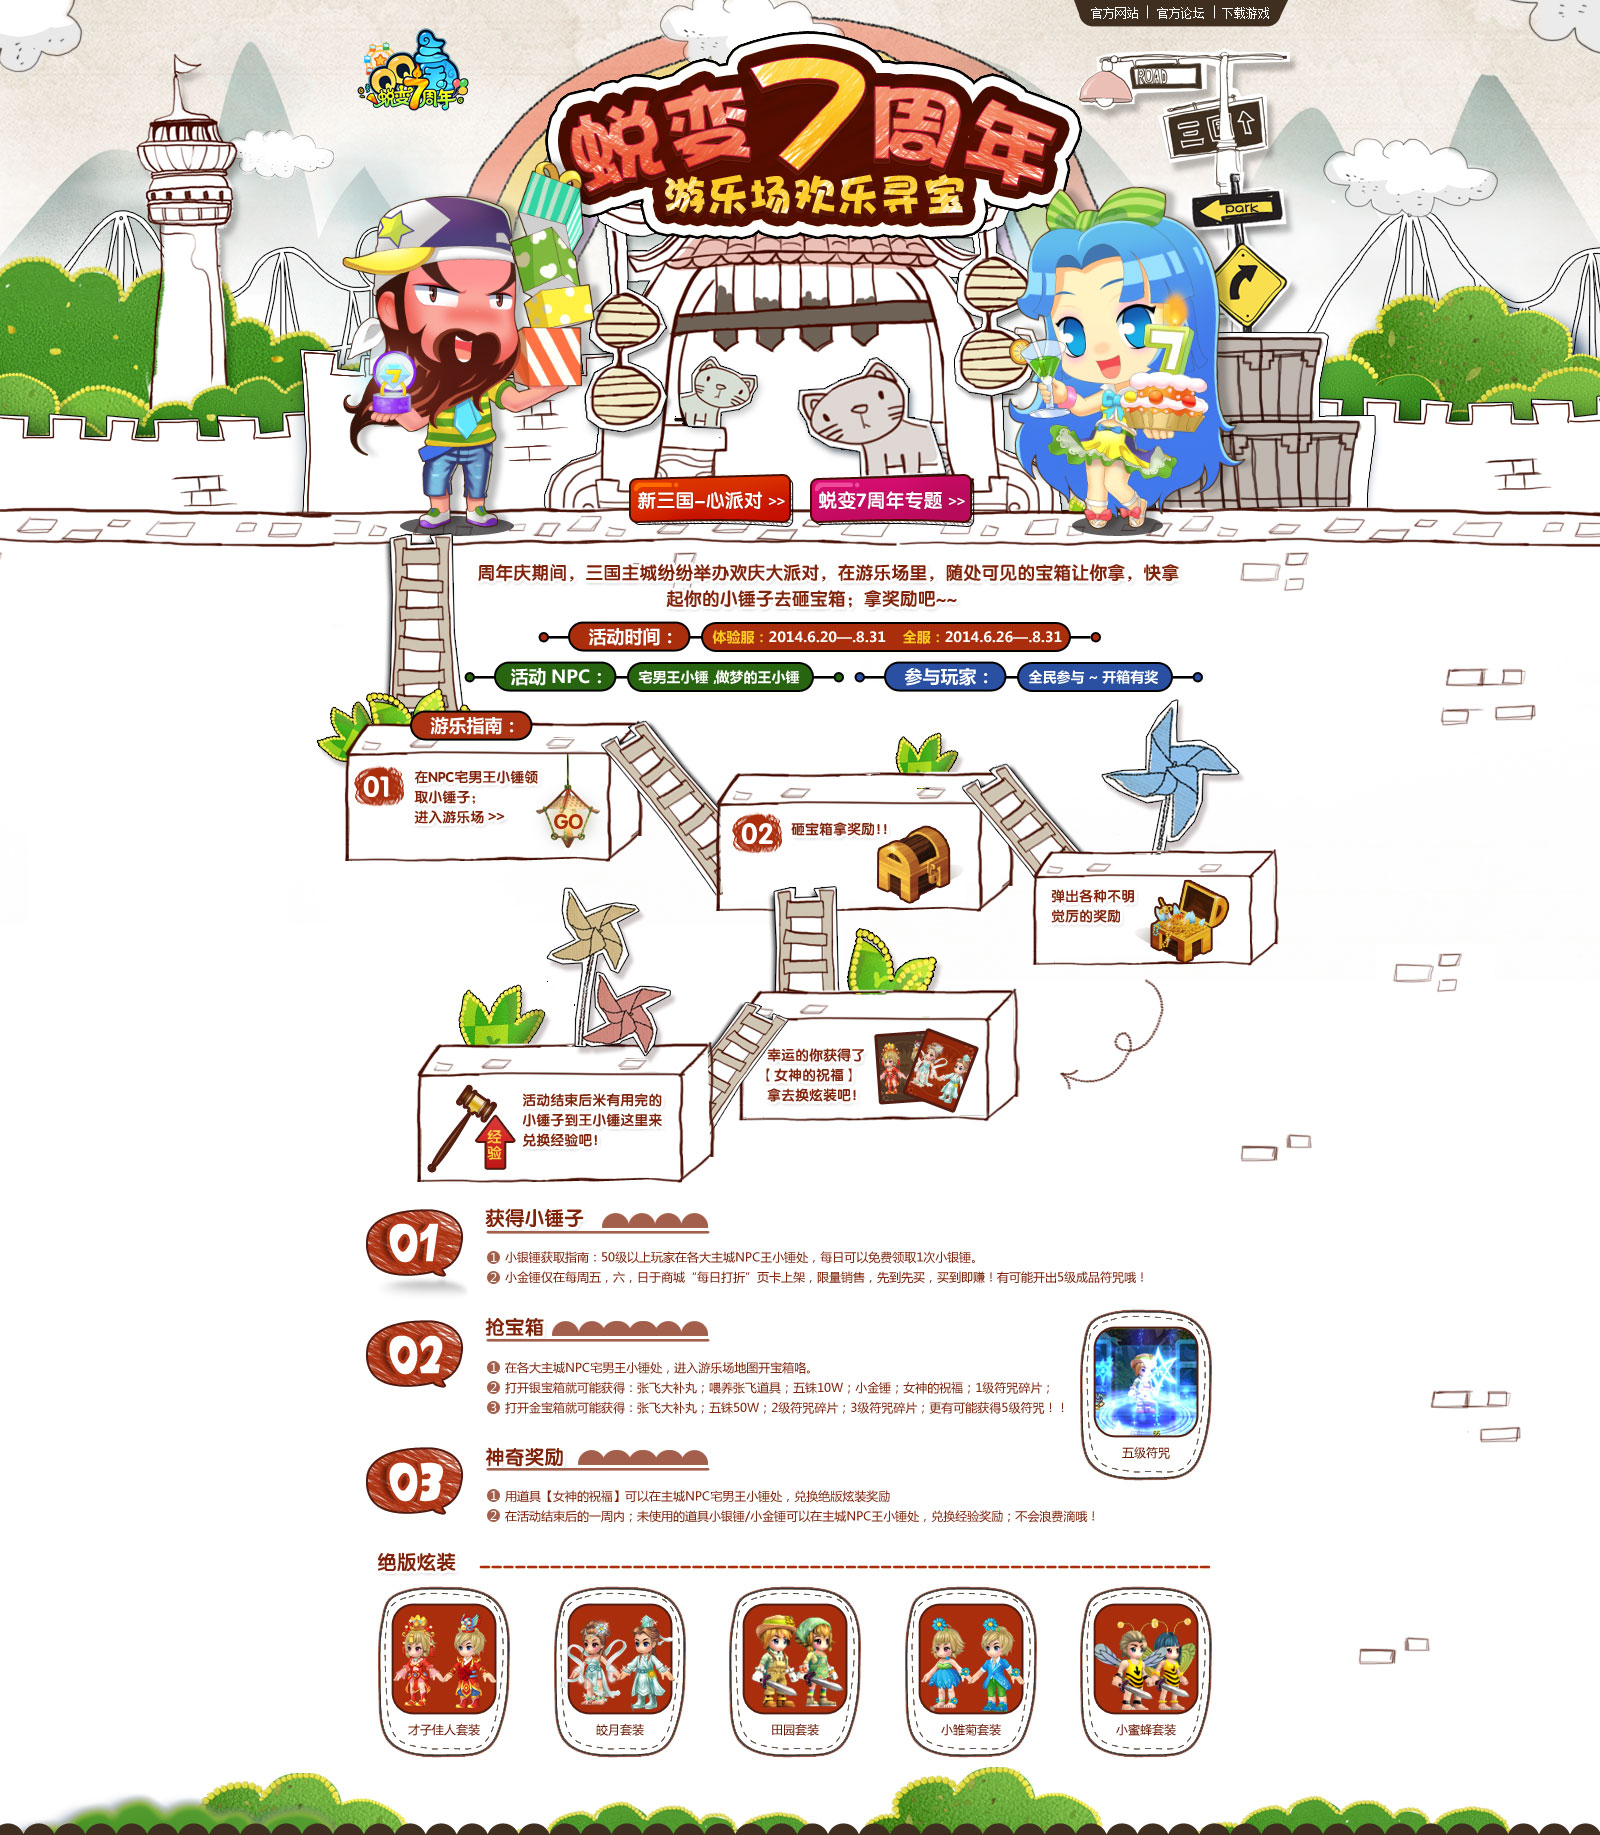 官方网站 | 官方论坛 | 下载游戏
QQ三国
蜕变7周年
ROAD
三国↑
park
蜕变7周年
游乐场欢乐寻宝
7
7
新三国-心派对 >>
蜕变7周年专题 >>
周年庆期间，三国主城纷纷举办欢庆大派对，在游乐场里，随处可见的宝箱让你拿，快拿
起你的小锤子去砸宝箱；拿奖励吧~~
活动时间：
体验服：2014.6.20—.8.31 全服：2014.6.26—.8.31
活动 NPC：
宅男王小锤 ,做梦的王小锤
参与玩家：
全民参与 ~ 开箱有奖
游乐指南：
01
在NPC宅男王小锤领
取小锤子；
进入游乐场 >>
GO
02
砸宝箱拿奖励!!
弹出各种不明
觉厉的奖励
幸运的你获得了
【女神的祝福】
拿去换炫装吧!
活动结束后米有用完的
小锤子到王小锤这里来
兑换经验吧!
经验
01
获得小锤子
1 小银锤获取指南：50级以上玩家在各大主城NPC王小锤处，每日可以免费领取1次小银锤。
2 小金锤仅在每周五，六，日于商城“每日打折”页卡上架，限量销售，先到先买，买到即赚！有可能开出5级成品符咒哦！
02
抢宝箱
1 在各大主城NPC宅男王小锤处，进入游乐场地图开宝箱咯。
2 打开银宝箱就可能获得：张飞大补丸；喂养张飞道具；五铢10W；小金锤；女神的祝福；1级符咒碎片；
3 打开金宝箱就可能获得：张飞大补丸；五铢50W；2级符咒碎片；3级符咒碎片；更有可能获得5级符咒！！
五级符咒
03
神奇奖励
1 用道具【女神的祝福】可以在主城NPC宅男王小锤处，兑换绝版炫装奖励
2 在活动结束后的一周内；未使用的道具小银锤/小金锤可以在主城NPC王小锤处，兑换经验奖励；不会浪费滴哦！
绝版炫装
才子佳人套装
皎月套装
田园套装
小雏菊套装
小蜜蜂套装